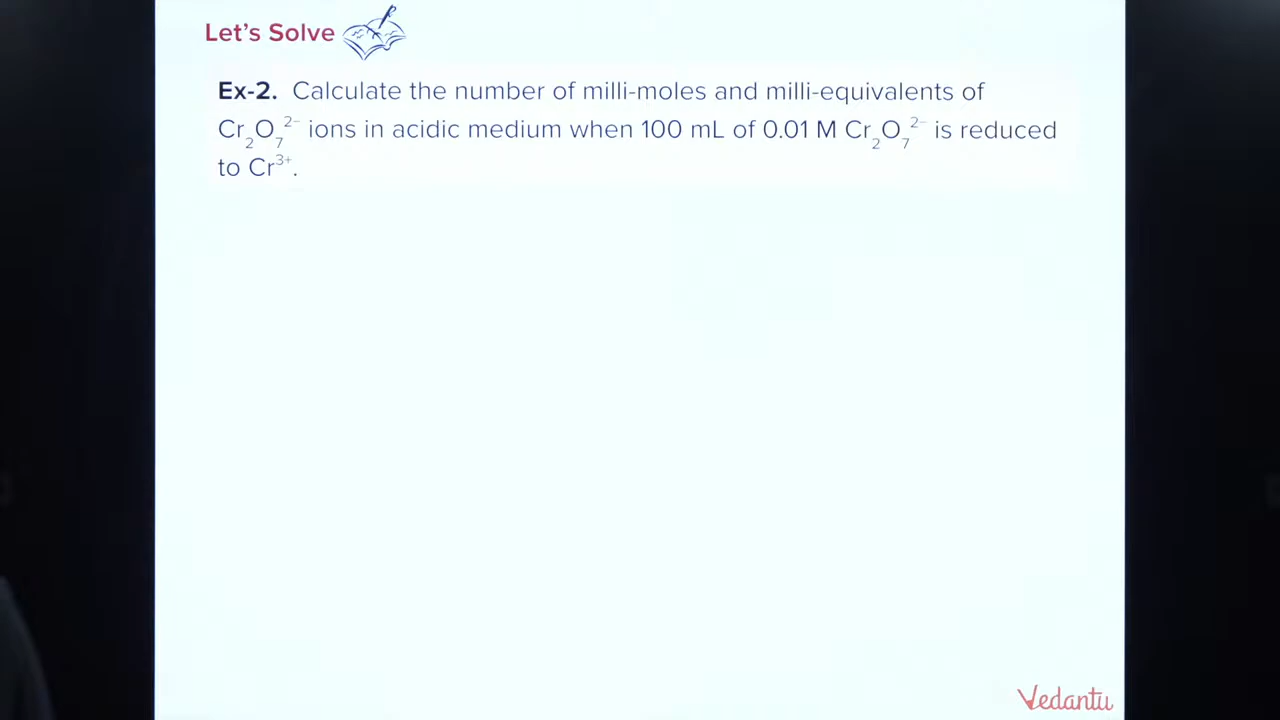 Let's Solve
Ex-2. Calculate the number of milli-moles and milli-equivalents of
Cr₂O₇²⁻ ions in acidic medium when 100 mL of 0.01 M Cr₂O₇²⁻ is reduced
to Cr³⁺.
Vedantu